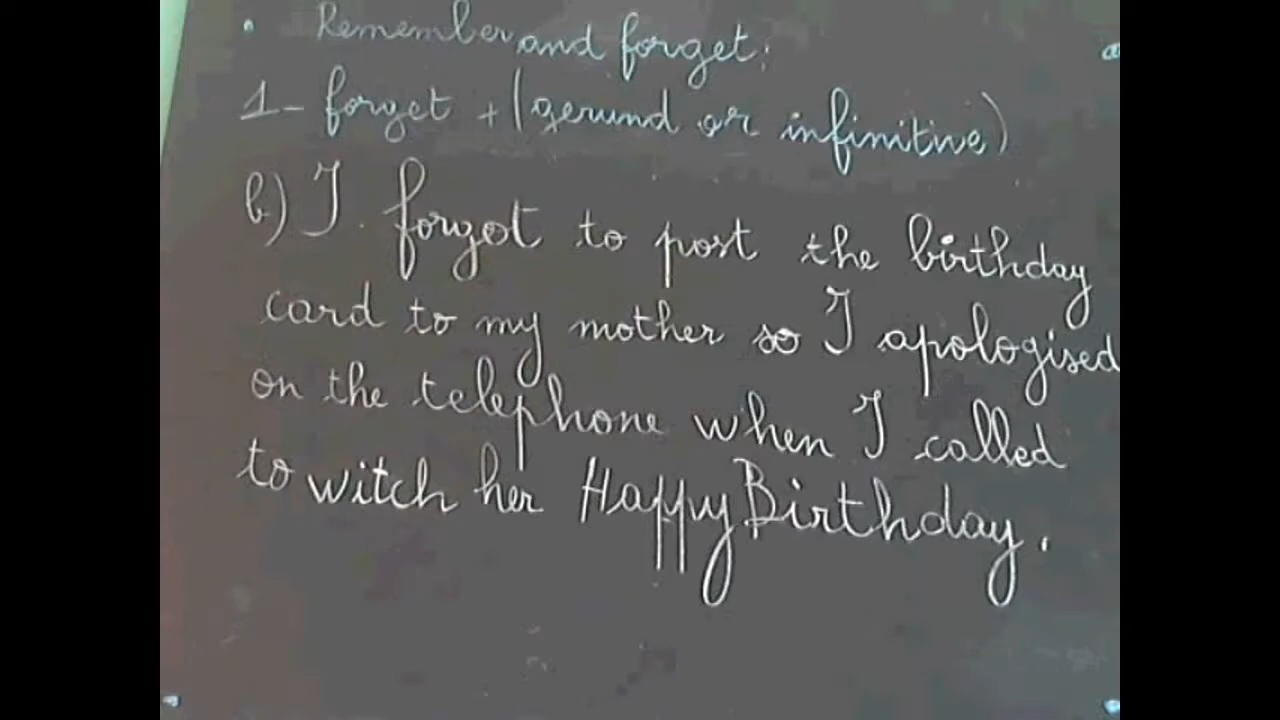 • Remember and forget:
1- forget + (gerund or infinitive)
b) I forgot to post the birthday
card to my mother so I apologised
on the telephone when I called
to witch her Happy Birthday.